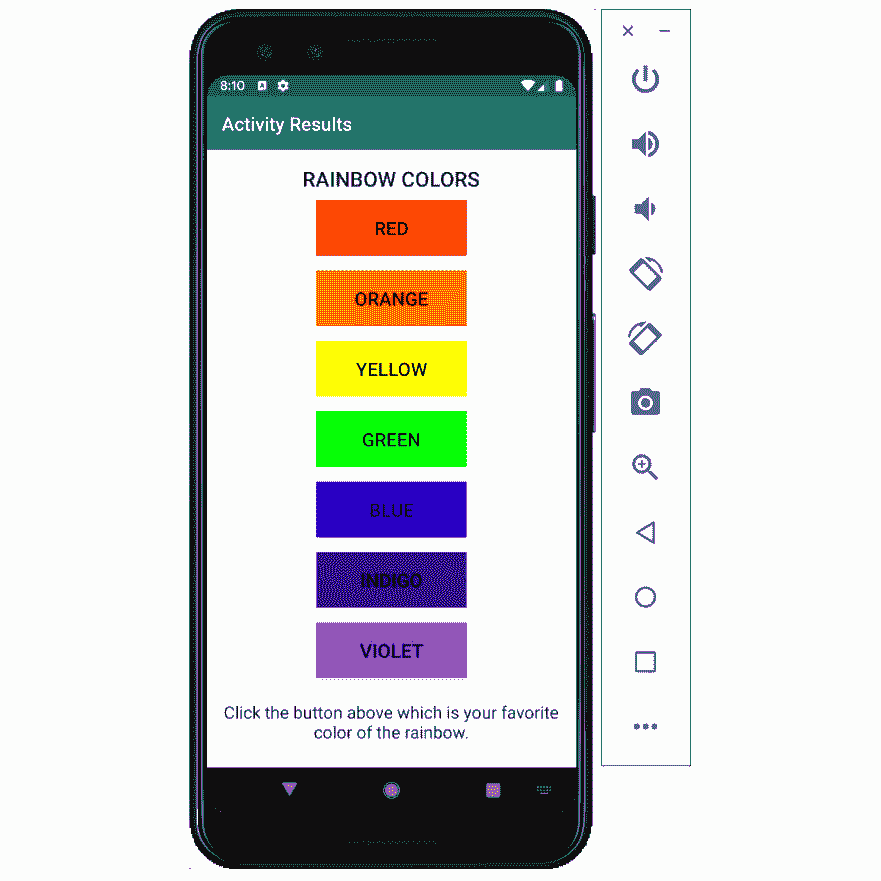 8:10
Activity Results
RAINBOW COLORS
RED
ORANGE
YELLOW
GREEN
BLUE
INDIGO
VIOLET
Click the button above which is your favorite
color of the rainbow.